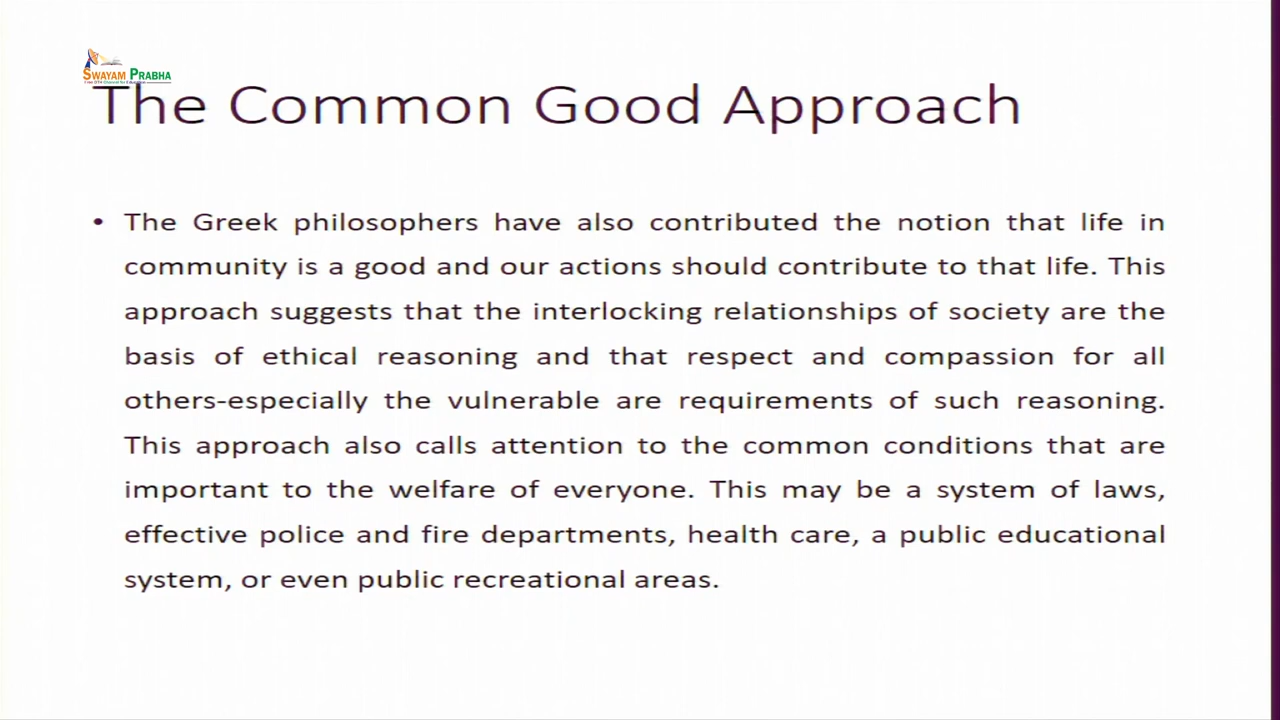 SWAYAM PRABHA
The Common Good Approach
• The Greek philosophers have also contributed the notion that life in
community is a good and our actions should contribute to that life. This
approach suggests that the interlocking relationships of society are the
basis of ethical reasoning and that respect and compassion for all
others-especially the vulnerable are requirements of such reasoning.
This approach also calls attention to the common conditions that are
important to the welfare of everyone. This may be a system of laws,
effective police and fire departments, health care, a public educational
system, or even public recreational areas.